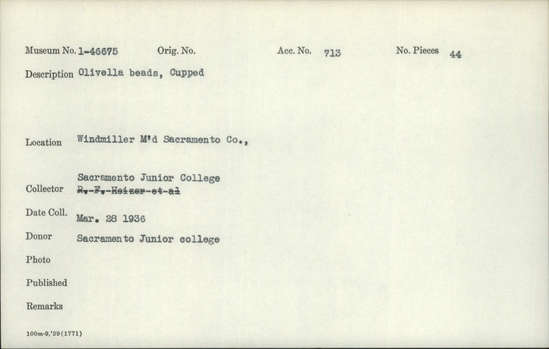 Museum No. 1-46675 Orig. No. Acc. No. 713 No. Pieces 44
Description Olivella beads, Cupped
Location Windmiller M'd Sacramento Co.,
Sacramento Junior College
Collector R. F. Heizer et al
Date Coll. Mar. 28 1936
Donor Sacramento Junior college
Photo
Published
Remarks
100m-9,'39(1771)